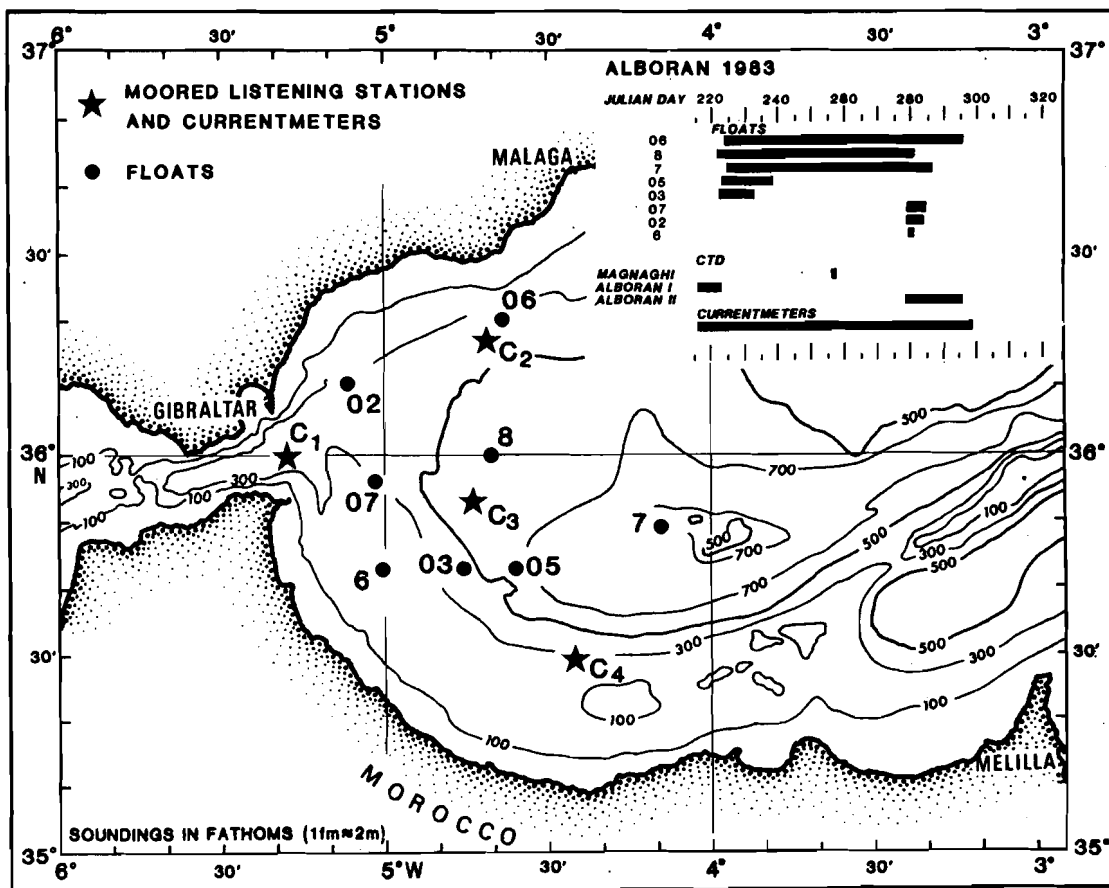 6° 30' 5° 30' 4° 30' 3°
37° 37°
★ MOORED LISTENING STATIONS
AND CURRENTMETERS
● FLOATS
ALBORAN 1983
JULIAN DAY 220 240 260 280 300 320
FLOATS
06
8
7
05
03
07
02
6
CTD
MAGNAGHI
ALBORAN I
ALBORAN II
CURRENTMETERS
MALAGA
30' 30'
06
C2
02
GIBRALTAR
C1
8
36° 36°
N
07
C3
7
6
03
05
C4
30' 30'
100
300
100
300
100
100
300
700
500
500
700
700
500
500
100
300
500
500
300
300
100
100
100
MELILLA
MOROCCO
SOUNDINGS IN FATHOMS (1fm≈2m)
35° 35°
6° 30' 5°W 30' 4° 30' 3°